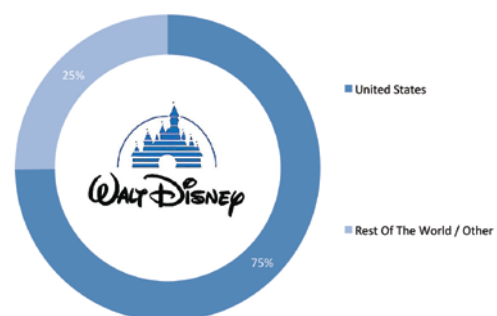 25%
United States
WALT DISNEY
Rest Of The World / Other
75%